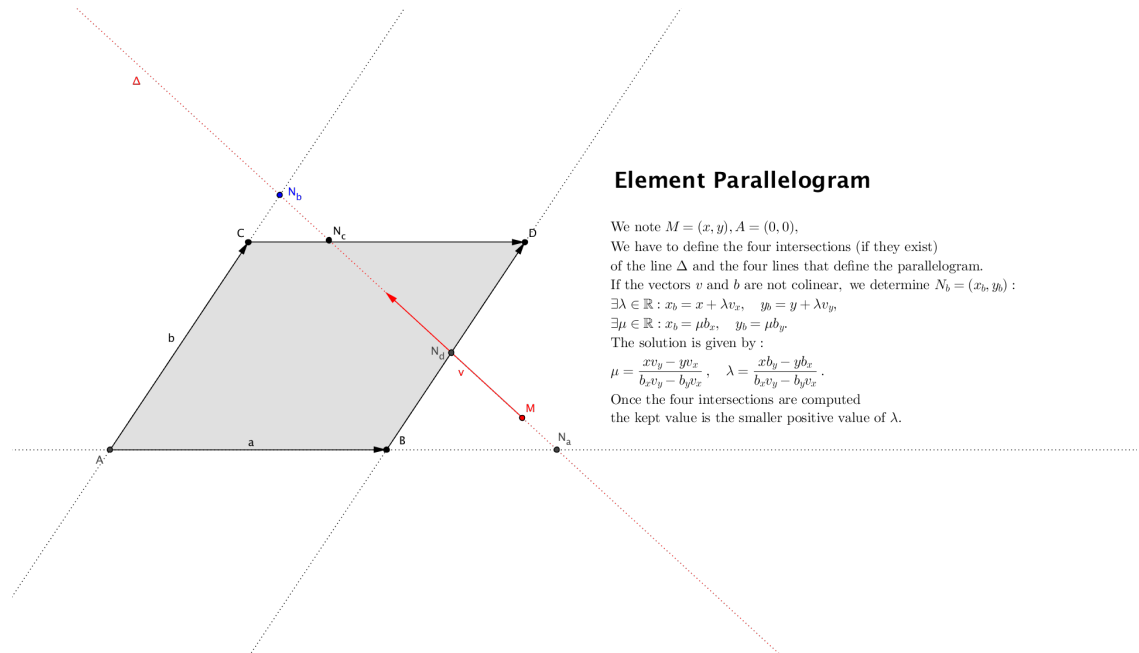 Δ
N_b
C
N_c
D
Element Parallelogram
We note M = (x, y), A = (0, 0),
We have to define the four intersections (if they exist)
of the line Δ and the four lines that define the parallelogram.
If the vectors v and b are not colinear, we determine N_b = (x_b, y_b) :
∃λ ∈ ℝ : x_b = x + λv_x, y_b = y + λv_y,
∃μ ∈ ℝ : x_b = μb_x, y_b = μb_y.
The solution is given by :
μ = (xv_y − yv_x)/(b_xv_y − b_yv_x) , λ = (xb_y − yb_x)/(b_xv_y − b_yv_x) .
Once the four intersections are computed
the kept value is the smaller positive value of λ.
b
N_d
v
M
A
a
B
N_a